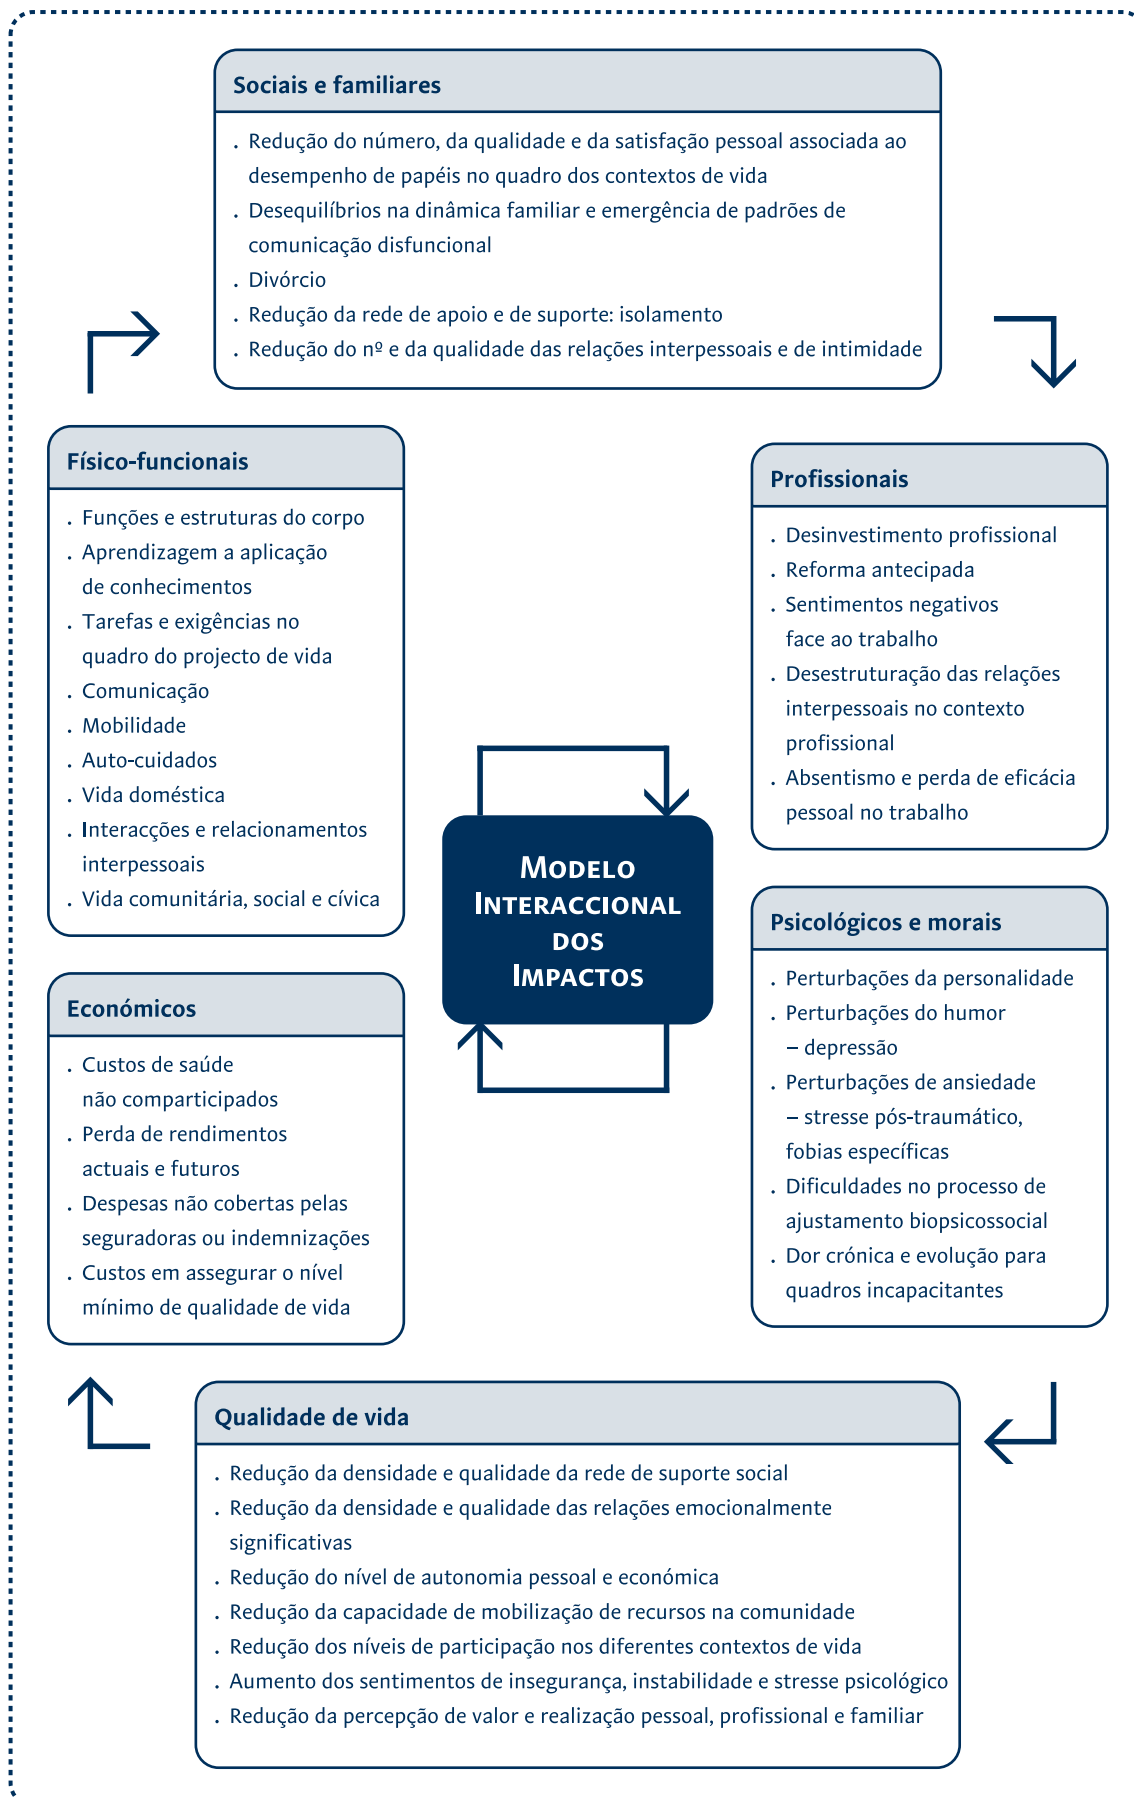 Sociais e familiares
. Redução do número, da qualidade e da satisfação pessoal associada ao
desempenho de papéis no quadro dos contextos de vida
. Desequilíbrios na dinâmica familiar e emergência de padrões de
comunicação disfuncional
. Divórcio
. Redução da rede de apoio e de suporte: isolamento
. Redução do nº e da qualidade das relações interpessoais e de intimidade
Físico-funcionais
. Funções e estruturas do corpo
. Aprendizagem a aplicação
de conhecimentos
. Tarefas e exigências no
quadro do projecto de vida
. Comunicação
. Mobilidade
. Auto-cuidados
. Vida doméstica
. Interacções e relacionamentos
interpessoais
. Vida comunitária, social e cívica
Profissionais
. Desinvestimento profissional
. Reforma antecipada
. Sentimentos negativos
face ao trabalho
. Desestruturação das relações
interpessoais no contexto
profissional
. Absentismo e perda de eficácia
pessoal no trabalho
MODELO
INTERACCIONAL
DOS
IMPACTOS
Económicos
. Custos de saúde
não comparticipados
. Perda de rendimentos
actuais e futuros
. Despesas não cobertas pelas
seguradoras ou indemnizações
. Custos em assegurar o nível
mínimo de qualidade de vida
Psicológicos e morais
. Perturbações da personalidade
. Perturbações do humor
– depressão
. Perturbações de ansiedade
– stresse pós-traumático,
fobias específicas
. Dificuldades no processo de
ajustamento biopsicossocial
. Dor crónica e evolução para
quadros incapacitantes
Qualidade de vida
. Redução da densidade e qualidade da rede de suporte social
. Redução da densidade e qualidade das relações emocionalmente
significativas
. Redução do nível de autonomia pessoal e económica
. Redução da capacidade de mobilização de recursos na comunidade
. Redução dos níveis de participação nos diferentes contextos de vida
. Aumento dos sentimentos de insegurança, instabilidade e stresse psicológico
. Redução da percepção de valor e realização pessoal, profissional e familiar